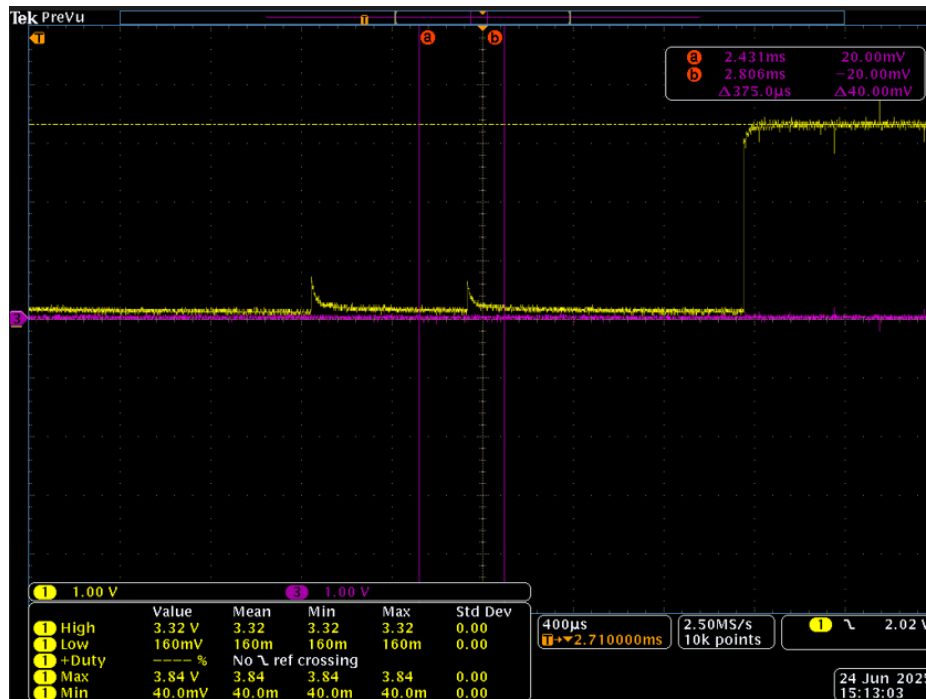 Tek PreVu
T
T
a b
a 2.431ms 20.00mV
b 2.806ms −20.00mV
Δ375.0µs Δ40.00mV
3
1 1.00 V 3 1.00 V
Value Mean Min Max Std Dev
1 High 3.32 V 3.32 3.32 3.32 0.00
1 Low 160mV 160m 160m 160m 0.00
1 +Duty −−−− % No ref crossing
1 Max 3.84 V 3.84 3.84 3.84 0.00
1 Min 40.0mV 40.0m 40.0m 40.0m 0.00
400µs
T→▼2.710000ms
2.50MS/s
10k points
1 2.02 V
24 Jun 2025
15:13:03